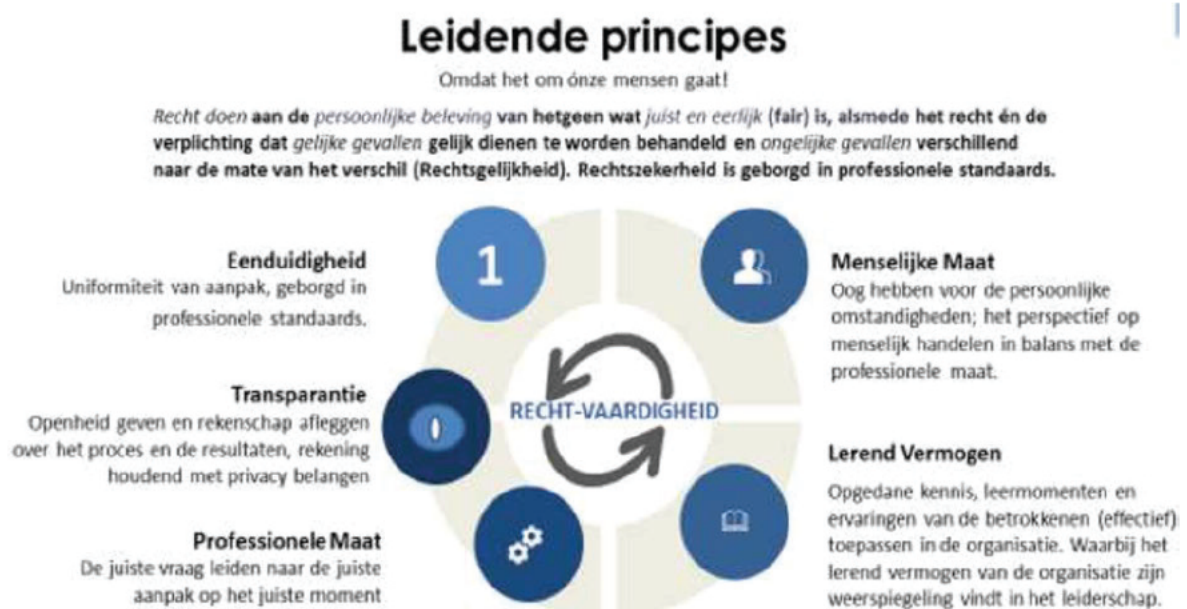 Leidende principes
Omdat het om ónze mensen gaat!
Recht doen aan de persoonlijke beleving van hetgeen wat juist en eerlijk (fair) is, alsmede het recht én de
verplichting dat gelijke gevallen gelijk dienen te worden behandeld en ongelijke gevallen verschillend
naar de mate van het verschil (Rechtsgelijkheid). Rechtszekerheid is geborgd in professionele standaards.
Eenduidigheid
Uniformiteit van aanpak, geborgd in
professionele standaards.
1
Transparantie
Openheid geven en rekenschap afleggen
over het proces en de resultaten, rekening
houdend met privacy belangen
Professionele Maat
De juiste vraag leiden naar de juiste
aanpak op het juiste moment
RECHT-VAARDIGHEID
Menselijke Maat
Oog hebben voor de persoonlijke
omstandigheden; het perspectief op
menselijk handelen in balans met de
professionele maat.
Lerend Vermogen
Opgedane kennis, leermomenten en
ervaringen van de betrokkenen (effectief)
toepassen in de organisatie. Waarbij het
lerend vermogen van de organisatie zijn
weerspiegeling vindt in het leiderschap.